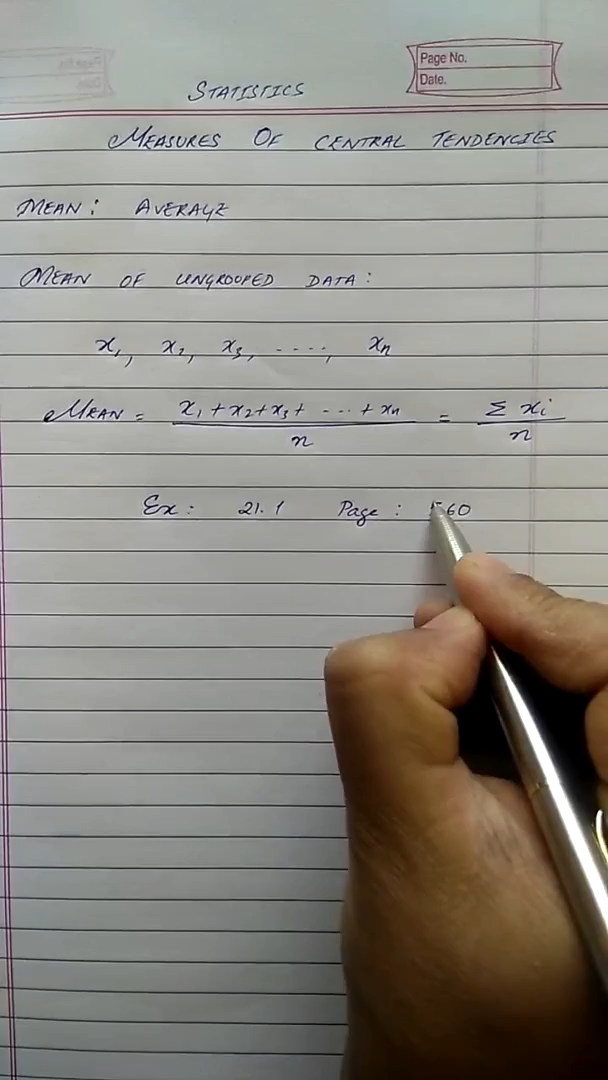 Page No.
Date.
STATISTICS
MEASURES OF CENTRAL TENDENCIES
MEAN: AVERAGE
MEAN OF UNGROUPED DATA:
x₁, x₂, x₃, ----, xₙ
MEAN = (x₁ + x₂ + x₃ + --- + xₙ) / n = Σ xᵢ / n
Ex: 21.1 Page: 560